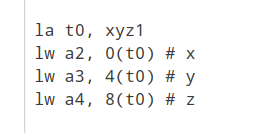 la t0, xyz1
lw a2, 0(t0) # x
lw a3, 4(t0) # y
lw a4, 8(t0) # z